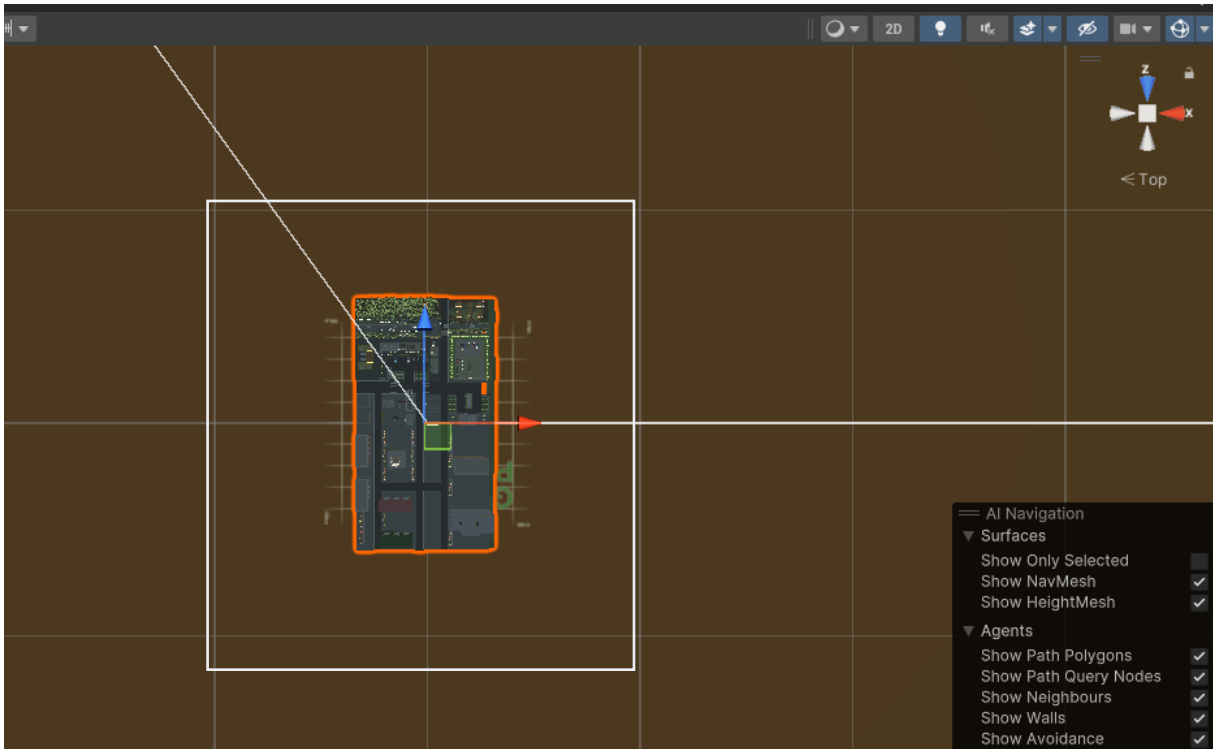 2D
z
x
< Top
AI Navigation
Surfaces
Show Only Selected
Show NavMesh
Show HeightMesh
Agents
Show Path Polygons
Show Path Query Nodes
Show Neighbours
Show Walls
Show Avoidance